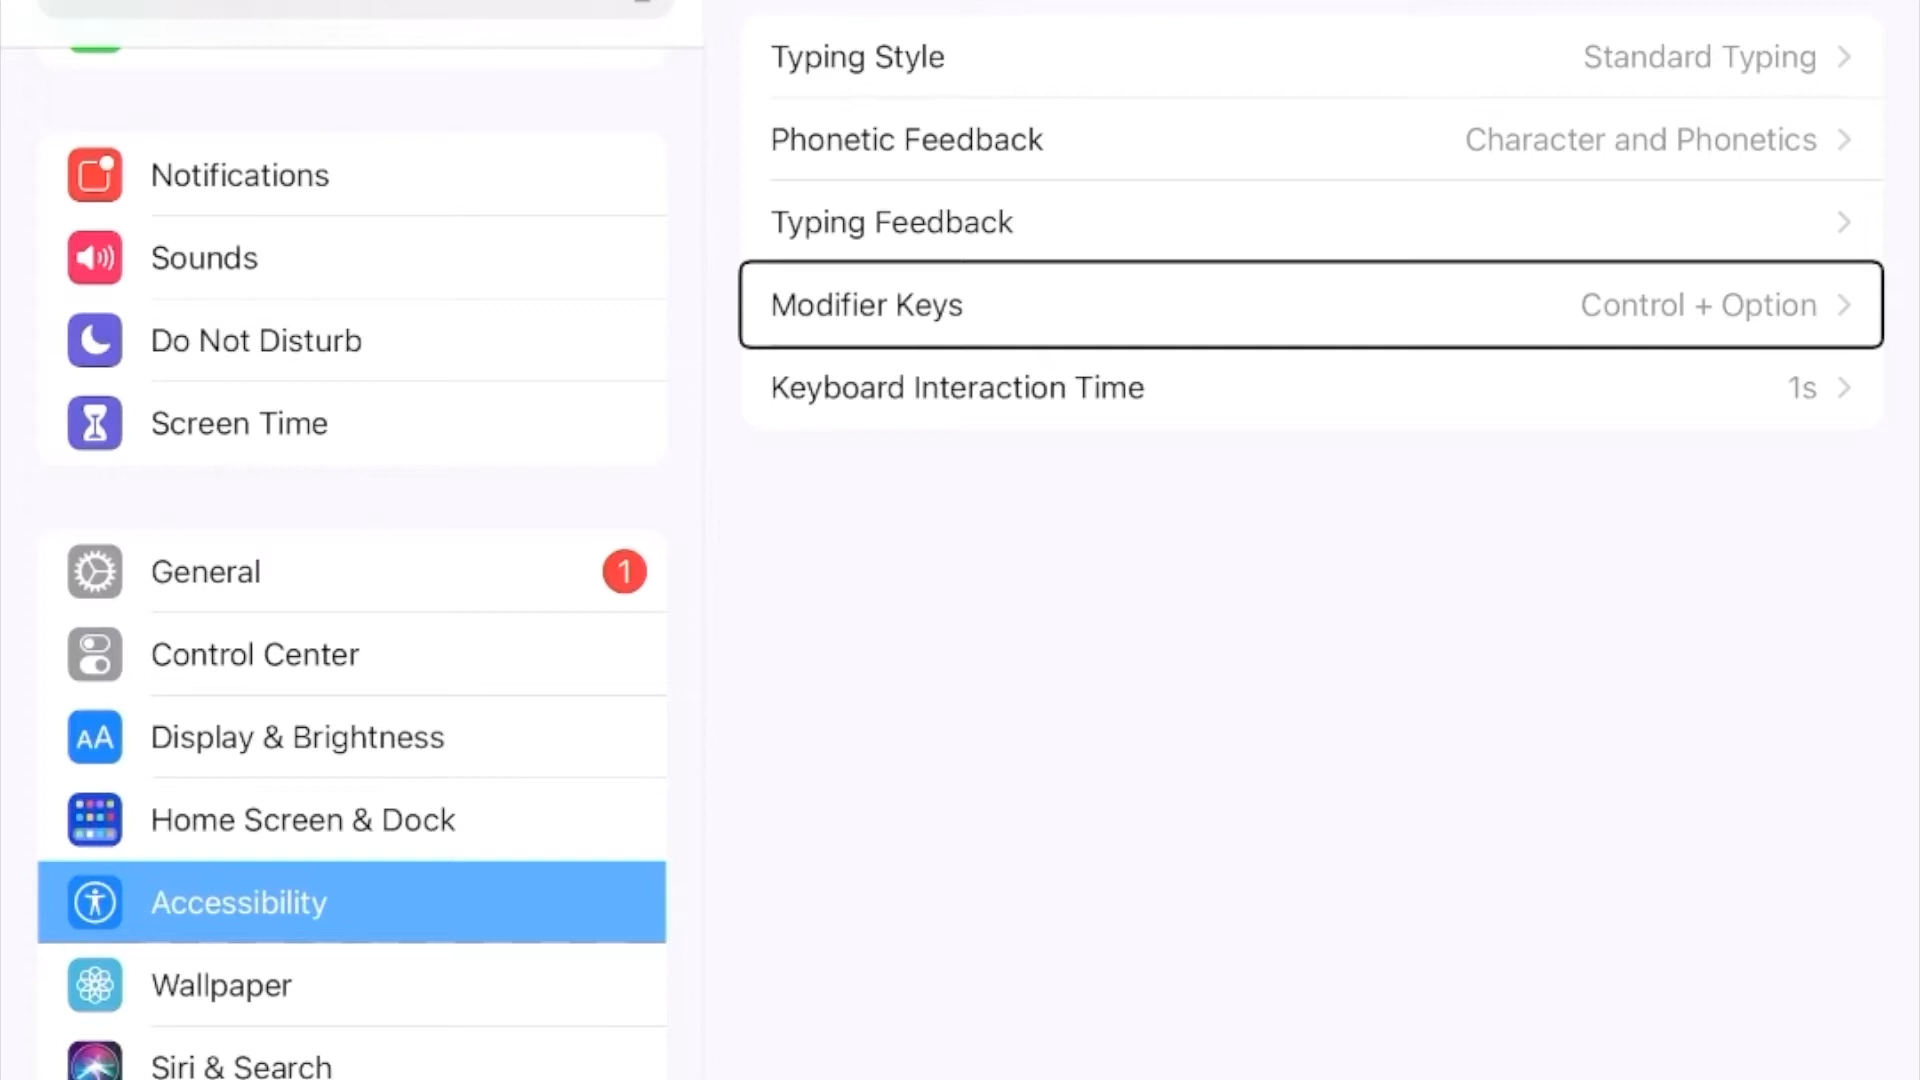 Notifications
Sounds
Do Not Disturb
Screen Time
General 1
Control Center
AA Display & Brightness
Home Screen & Dock
Accessibility
Wallpaper
Siri & Search
Typing Style Standard Typing
Phonetic Feedback Character and Phonetics
Typing Feedback
Modifier Keys Control + Option
Keyboard Interaction Time 1s